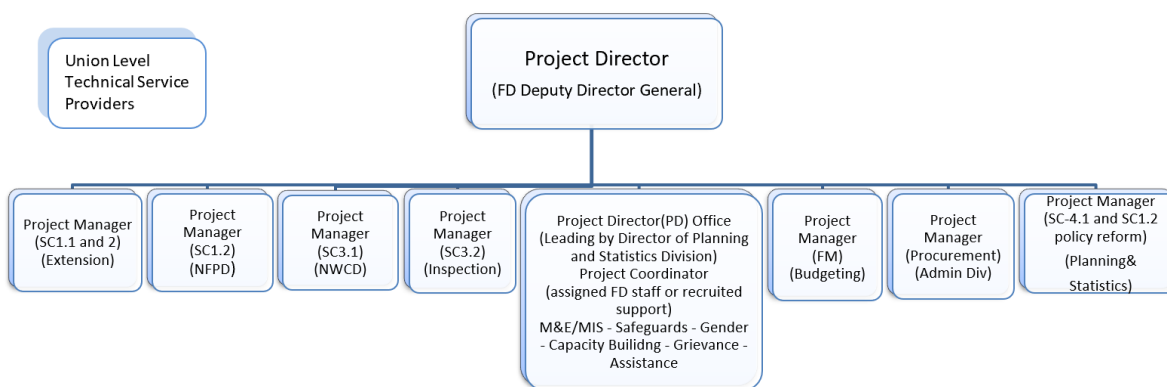 Union Level
Technical Service
Providers
Project Director
(FD Deputy Director General)
Project Manager
(SC1.1 and 2)
(Extension)
Project
Manager
(SC1.2)
(NFPD)
Project
Manager
(SC3.1)
(NWCD)
Project
Manager
(SC3.2)
(Inspection)
Project Director(PD) Office
(Leading by Director of Planning
and Statistics Division)
Project Coordinator
(assigned FD staff or recruited
support)
M&E/MIS - Safeguards - Gender
- Capacity Builidng - Grievance -
Assistance
Project
Manager
(FM)
(Budgeting)
Project
Manager
(Procurement)
(Admin Div)
Project Manager
(SC-4.1 and SC1.2
policy reform)
(Planning&
Statistics)